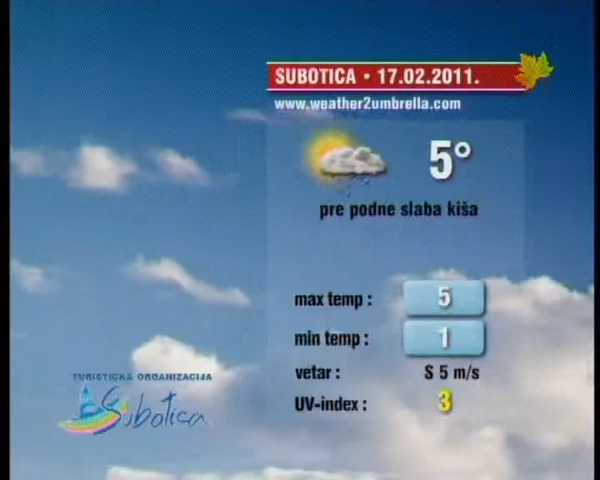 SUBOTICA • 17.02.2011.
www.weather2umbrella.com
5°
pre podne slaba kiša
max temp : 5
min temp : 1
vetar : S 5 m/s
UV-index : 3
TURISTIČKA ORGANIZACIJA
Subotica